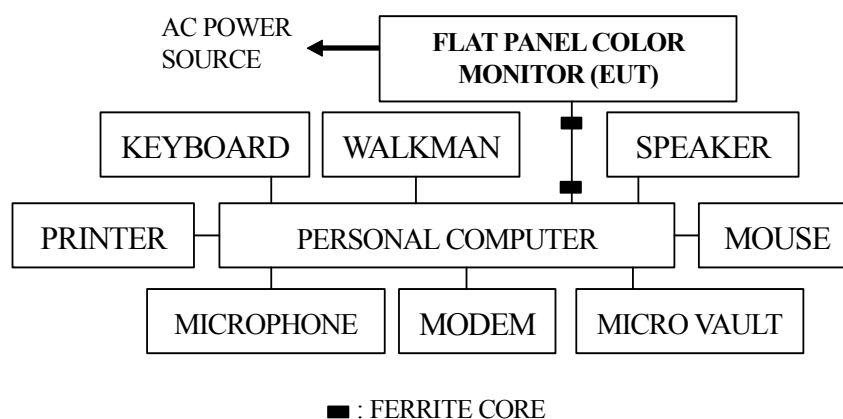 AC POWER
SOURCE
FLAT PANEL COLOR
MONITOR (EUT)
KEYBOARD
WALKMAN
SPEAKER
PRINTER
PERSONAL COMPUTER
MOUSE
MICROPHONE
MODEM
MICRO VAULT
: FERRITE CORE